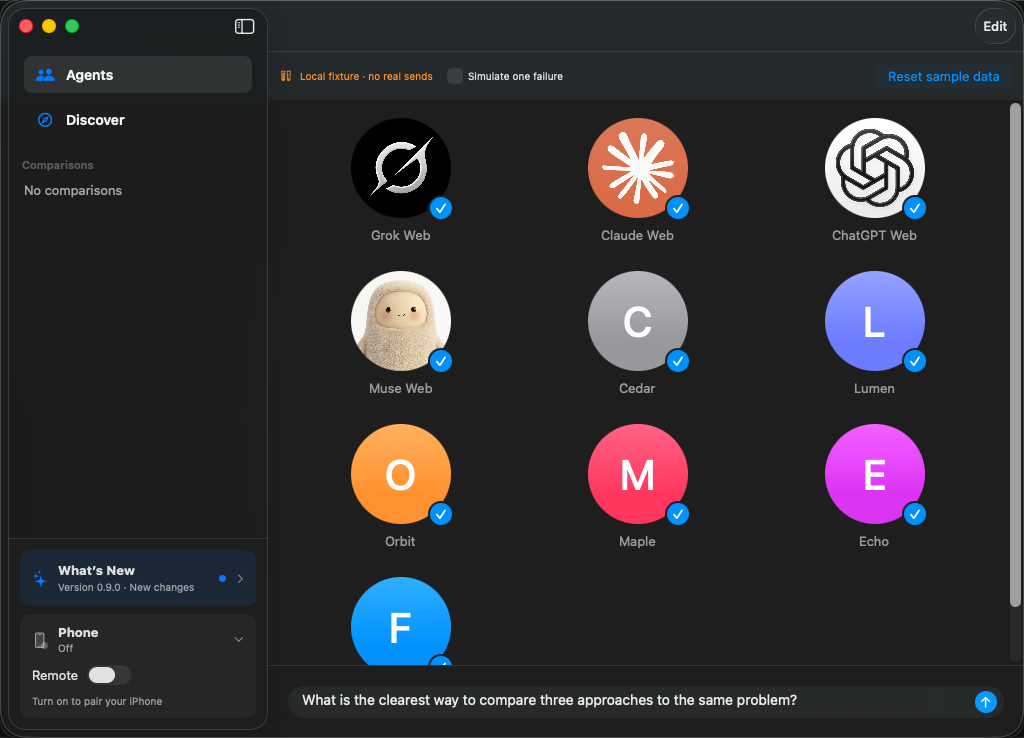 Edit
Agents
Discover
Comparisons
No comparisons
What's New
Version 0.9.0 · New changes
Phone
Off
Remote
Turn on to pair your iPhone
Local fixture · no real sends
Simulate one failure
Reset sample data
Grok Web
Claude Web
ChatGPT Web
Muse Web
C
Cedar
L
Lumen
O
Orbit
M
Maple
E
Echo
F
What is the clearest way to compare three approaches to the same problem?